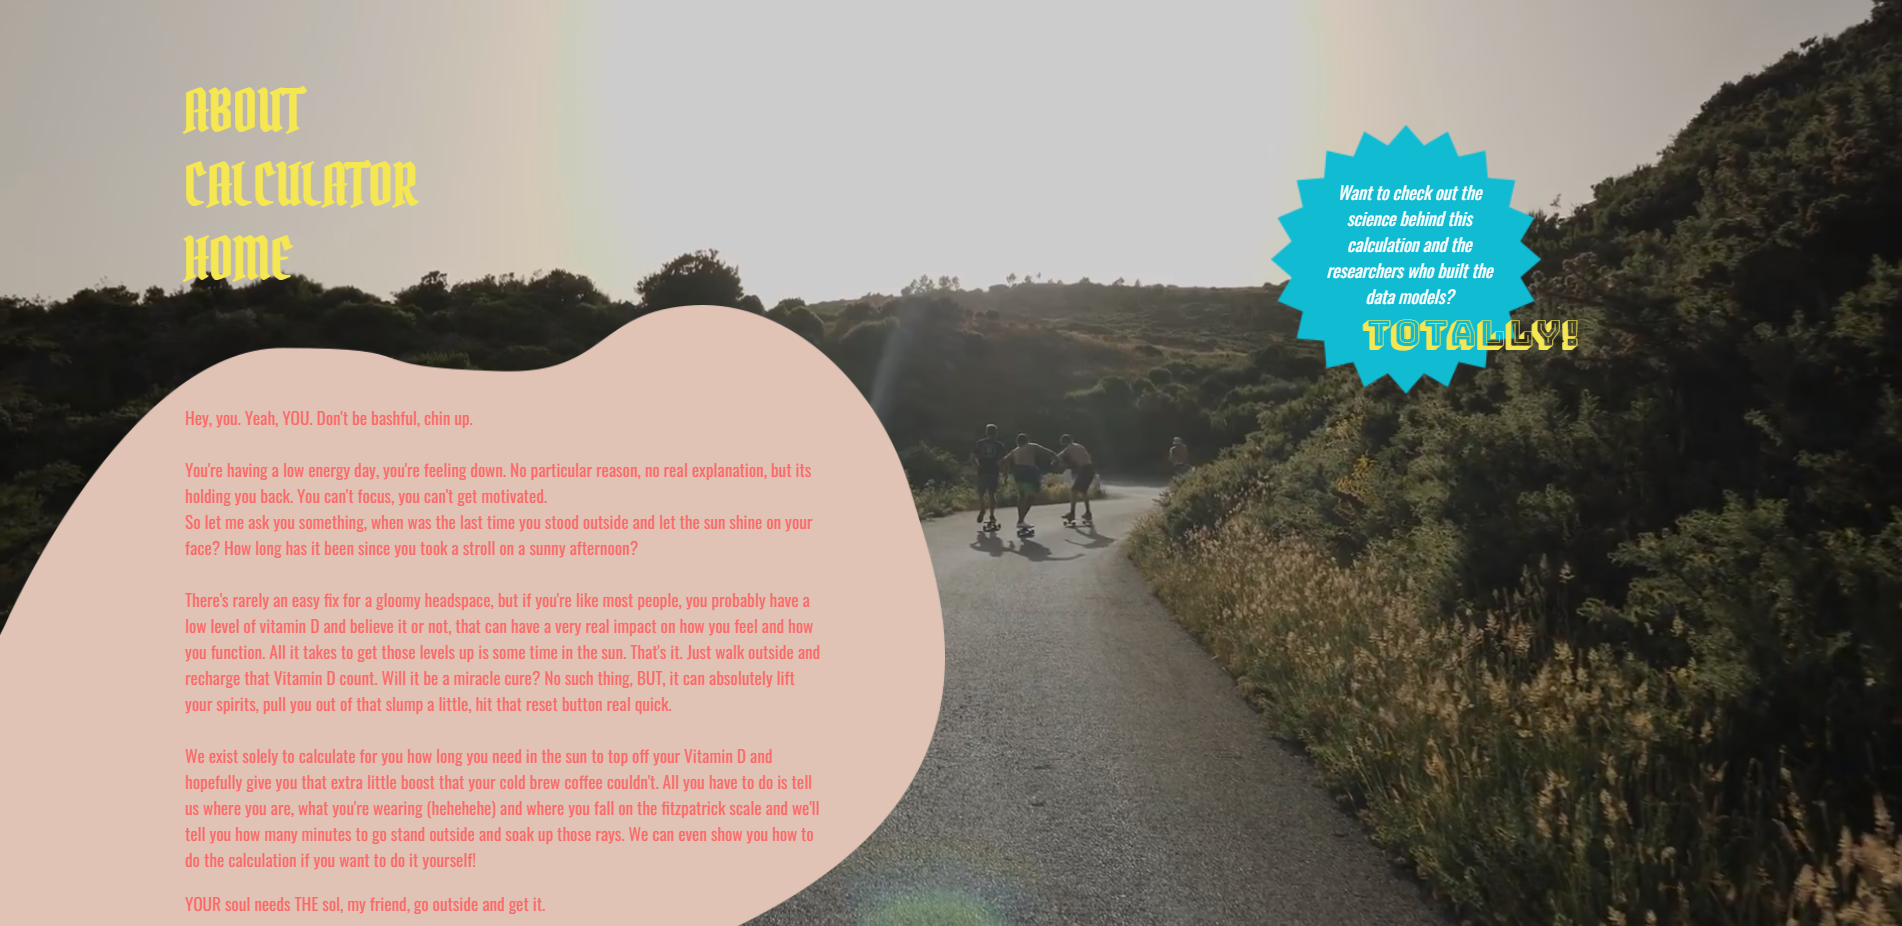 ABOUT
CALCULATOR
HOME
Want to check out the
science behind this
calculation and the
researchers who built the
data models?
TOTALLY!
Hey, you. Yeah, YOU. Don't be bashful, chin up.
You're having a low energy day, you're feeling down. No particular reason, no real explanation, but its
holding you back. You can't focus, you can't get motivated.
So let me ask you something, when was the last time you stood outside and let the sun shine on your
face? How long has it been since you took a stroll on a sunny afternoon?
There's rarely an easy fix for a gloomy headspace, but if you're like most people, you probably have a
low level of vitamin D and believe it or not, that can have a very real impact on how you feel and how
you function. All it takes to get those levels up is some time in the sun. That's it. Just walk outside and
recharge that Vitamin D count. Will it be a miracle cure? No such thing, BUT, it can absolutely lift
your spirits, pull you out of that slump a little, hit that reset button real quick.
We exist solely to calculate for you how long you need in the sun to top off your Vitamin D and
hopefully give you that extra little boost that your cold brew coffee couldn't. All you have to do is tell
us where you are, what you're wearing (hehehehe) and where you fall on the fitzpatrick scale and we'll
tell you how many minutes to go stand outside and soak up those rays. We can even show you how to
do the calculation if you want to do it yourself!
YOUR soul needs THE sol, my friend, go outside and get it.